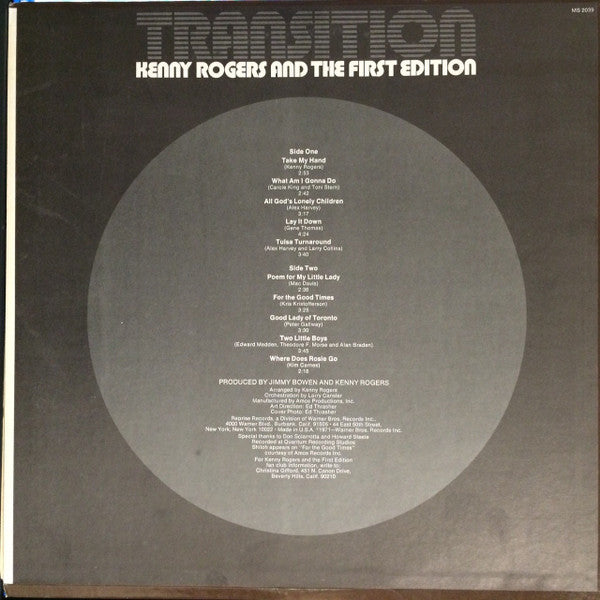 MS 2039
TRANSITION
KENNY ROGERS AND THE FIRST EDITION
Side One
Take My Hand
(Kenny Rogers)
2:55
What Am I Gonna Do
(Carole King and Toni Stern)
2:42
All God's Lonely Children
(Alex Harvey)
3:17
Lay It Down
(Gene Thomas)
4:24
Tulsa Turnaround
(Alex Harvey and Larry Collins)
3:40
Side Two
Poem for My Little Lady
(Mac Davis)
2:36
For the Good Times
(Kris Kristofferson)
3:25
Good Lady of Toronto
(Peter Gallway)
3:30
Two Little Boys
(Edward Madden, Theodore F. Morse and Alan Braden)
3:45
Where Does Rosie Go
(Kim Carnes)
2:18
PRODUCED BY JIMMY BOWEN AND KENNY ROGERS
Arranged by Kenny Rogers
Orchestration by Larry Cansler
Manufactured by Amos Productions, Inc.
Art Direction: Ed Thrasher
Cover Photo: Ed Thrasher
Reprise Records, a Division of Warner Bros. Records Inc.,
4000 Warner Blvd., Burbank, Calif. 91505 • 44 East 50th Street,
New York, New York 10022 • Made in U.S.A. ℗1971—Warner Bros. Records Inc.
Special thanks to Don Sciarrotta and Howard Steele
Recorded at Quantum Recording Studios
Shiloh appears on "For the Good Times"
courtesy of Amos Records Inc.
For Kenny Rogers and the First Edition
fan club information, write to:
Christina Gifford, 451 N. Canon Drive,
Beverly Hills, Calif. 90210